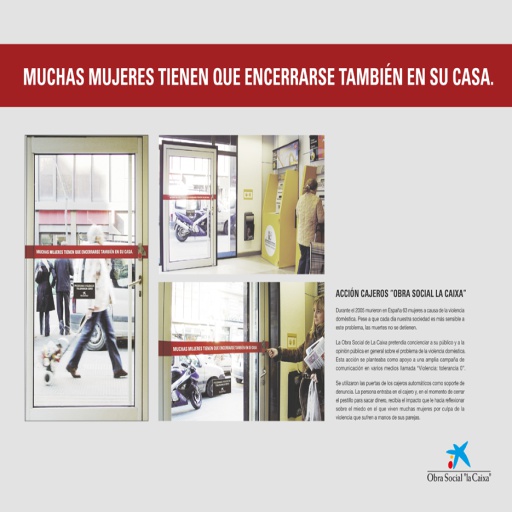 MUCHAS MUJERES TIENEN QUE ENCERRARSE TAMBIÉN EN SU CASA.
MUCHAS MUJERES TIENEN QUE ENCERRARSE TAMBIÉN EN SU CASA.
MUCHAS MUJERES TIENEN QUE ENCERRARSE TAMBIÉN EN SU CASA.
ACCIÓN CAJEROS "OBRA SOCIAL LA CAIXA"
Durante el 2000 murieron en España 63 mujeres a causa de la violencia
doméstica. Pese a que cada día nuestra sociedad es más sensible a
este problema, las muertes no se detienen.
La Obra Social de La Caixa pretendía concienciar a su público y a la
opinión pública en general sobre el problema de la violencia doméstica.
Esta acción se planteaba como apoyo a una amplia campaña de
comunicación en varios medios llamada "Violencia: tolerancia 0".
Se utilizaron las puertas de los cajeros automáticos como soporte de
denuncia. La persona entraba en el cajero y, en el momento de cerrar
el pestillo para sacar dinero, recibía el impacto que le hacía reflexionar
sobre el miedo en el que viven muchas mujeres por culpa de la
violencia que sufren a manos de sus parejas.
Obra Social "la Caixa"